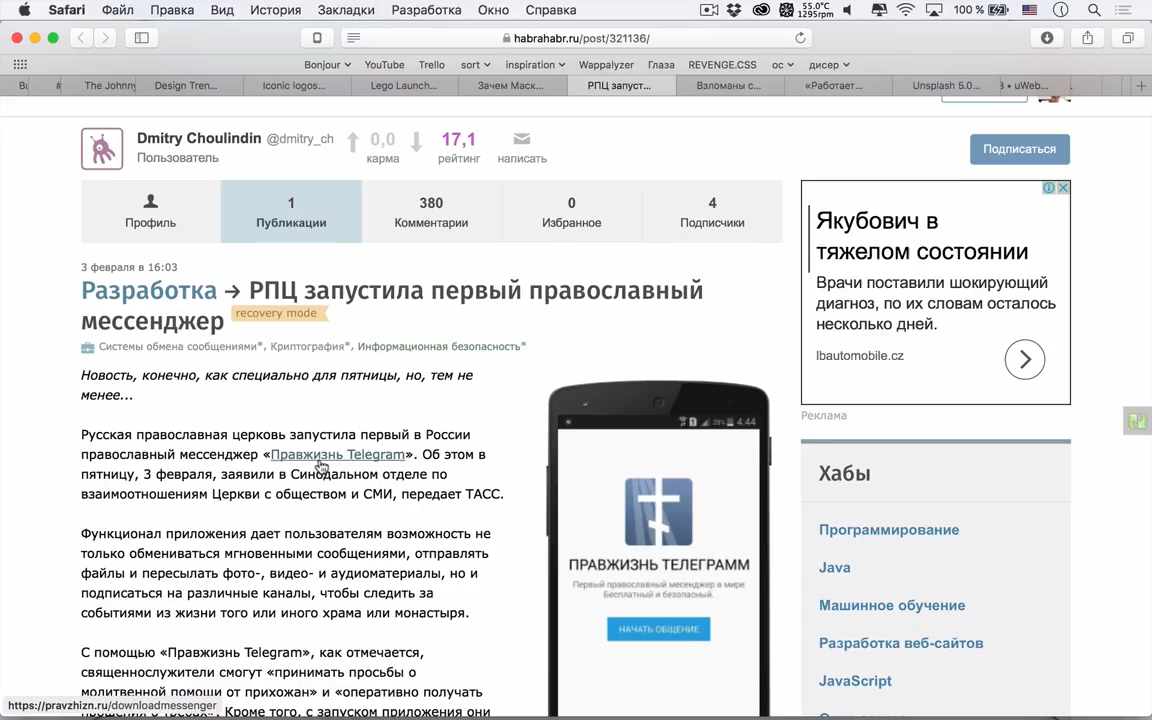 Safari Файл Правка Вид История Закладки Разработка Окно Справка 55.0°C 1295rpm 100 %
habrahabr.ru/post/321136/
Bonjour YouTube Trello sort inspiration Wappalyzer Глаза REVENGE.CSS ос дисер
# The Johnny Design Tren... Iconic logos... Lego Launch... Зачем Маск... РПЦ запуст... Взломаны с... «Работает... Unsplash 5.0... • uWeb...
Dmitry Choulindin @dmitry_ch
Пользователь
0,0
карма
17,1
рейтинг
написать
Подписаться
Профиль
1
Публикации
380
Комментарии
0
Избранное
4
Подписчики
3 февраля в 16:03
Разработка → РПЦ запустила первый православный
мессенджер recovery mode
Системы обмена сообщениями*, Криптография*, Информационная безопасность*
Новость, конечно, как специально для пятницы, но, тем не
менее...
Русская православная церковь запустила первый в России
православный мессенджер «Правжизнь Telegram». Об этом в
пятницу, 3 февраля, заявили в Синодальном отделе по
взаимоотношениям Церкви с обществом и СМИ, передает ТАСС.
Функционал приложения дает пользователям возможность не
только обмениваться мгновенными сообщениями, отправлять
файлы и пересылать фото-, видео- и аудиоматериалы, но и
подписаться на различные каналы, чтобы следить за
событиями из жизни того или иного храма или монастыря.
С помощью «Правжизнь Telegram», как отмечается,
священнослужители смогут «принимать просьбы о
молитвенной помощи от прихожан» и «оперативно получать
Кроме того, с запуском приложения они
https://pravzhizn.ru/downloadmessenger
4:44
ПРАВЖИЗНЬ ТЕЛЕГРАММ
Первый православный месенджер в мире
Бесплатный и безопасный.
НАЧАТЬ ОБЩЕНИЕ
Якубович в
тяжелом состоянии
Врачи поставили шокирующий
диагноз, по их словам осталось
несколько дней.
lbautomobile.cz
Реклама
Хабы
Программирование
Java
Машинное обучение
Разработка веб-сайтов
JavaScript